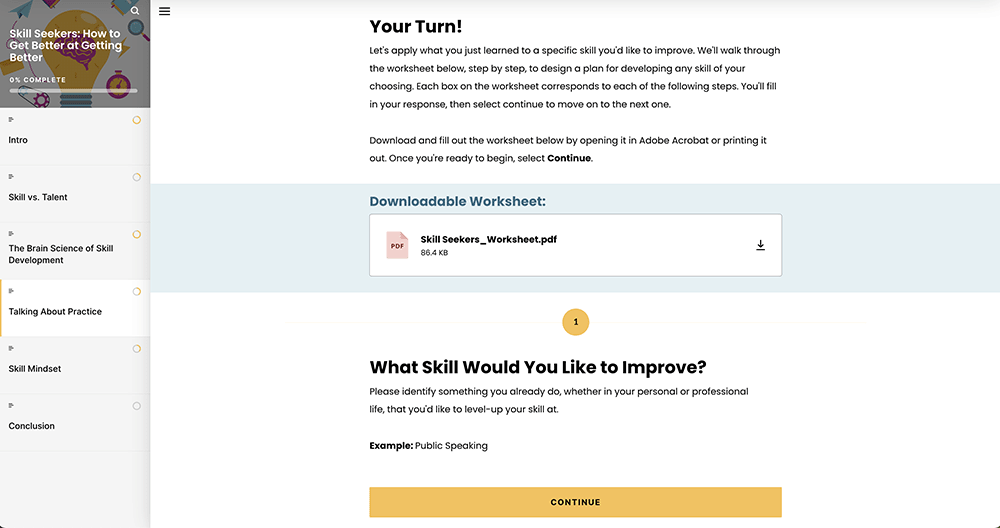 Skill Seekers: How to
Get Better at Getting
Better
0% COMPLETE
Intro
Skill vs. Talent
The Brain Science of Skill
Development
Talking About Practice
Skill Mindset
Conclusion
Your Turn!
Let's apply what you just learned to a specific skill you'd like to improve. We'll walk through
the worksheet below, step by step, to design a plan for developing any skill of your
choosing. Each box on the worksheet corresponds to each of the following steps. You'll fill
in your response, then select continue to move on to the next one.
Download and fill out the worksheet below by opening it in Adobe Acrobat or printing it
out. Once you're ready to begin, select Continue.
Downloadable Worksheet:
PDF
Skill Seekers_Worksheet.pdf
86.4 KB
1
What Skill Would You Like to Improve?
Please identify something you already do, whether in your personal or professional
life, that you'd like to level-up your skill at.
Example: Public Speaking
CONTINUE